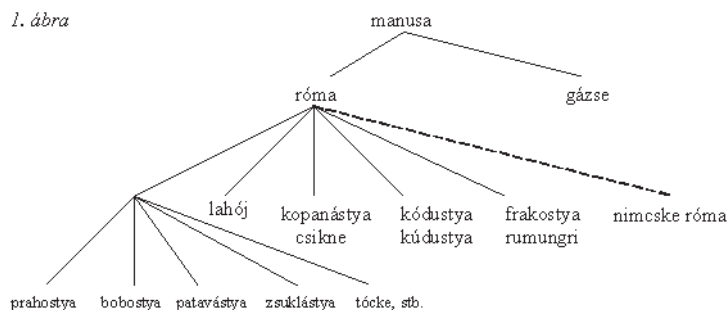 1. ábra
manusa
róma gázse
lahój
kopanástya kódustya frakostya nimcske róma
csikne kúdustya rumungri
prahostya bobostya patavástya zsuklástya tócke, stb.